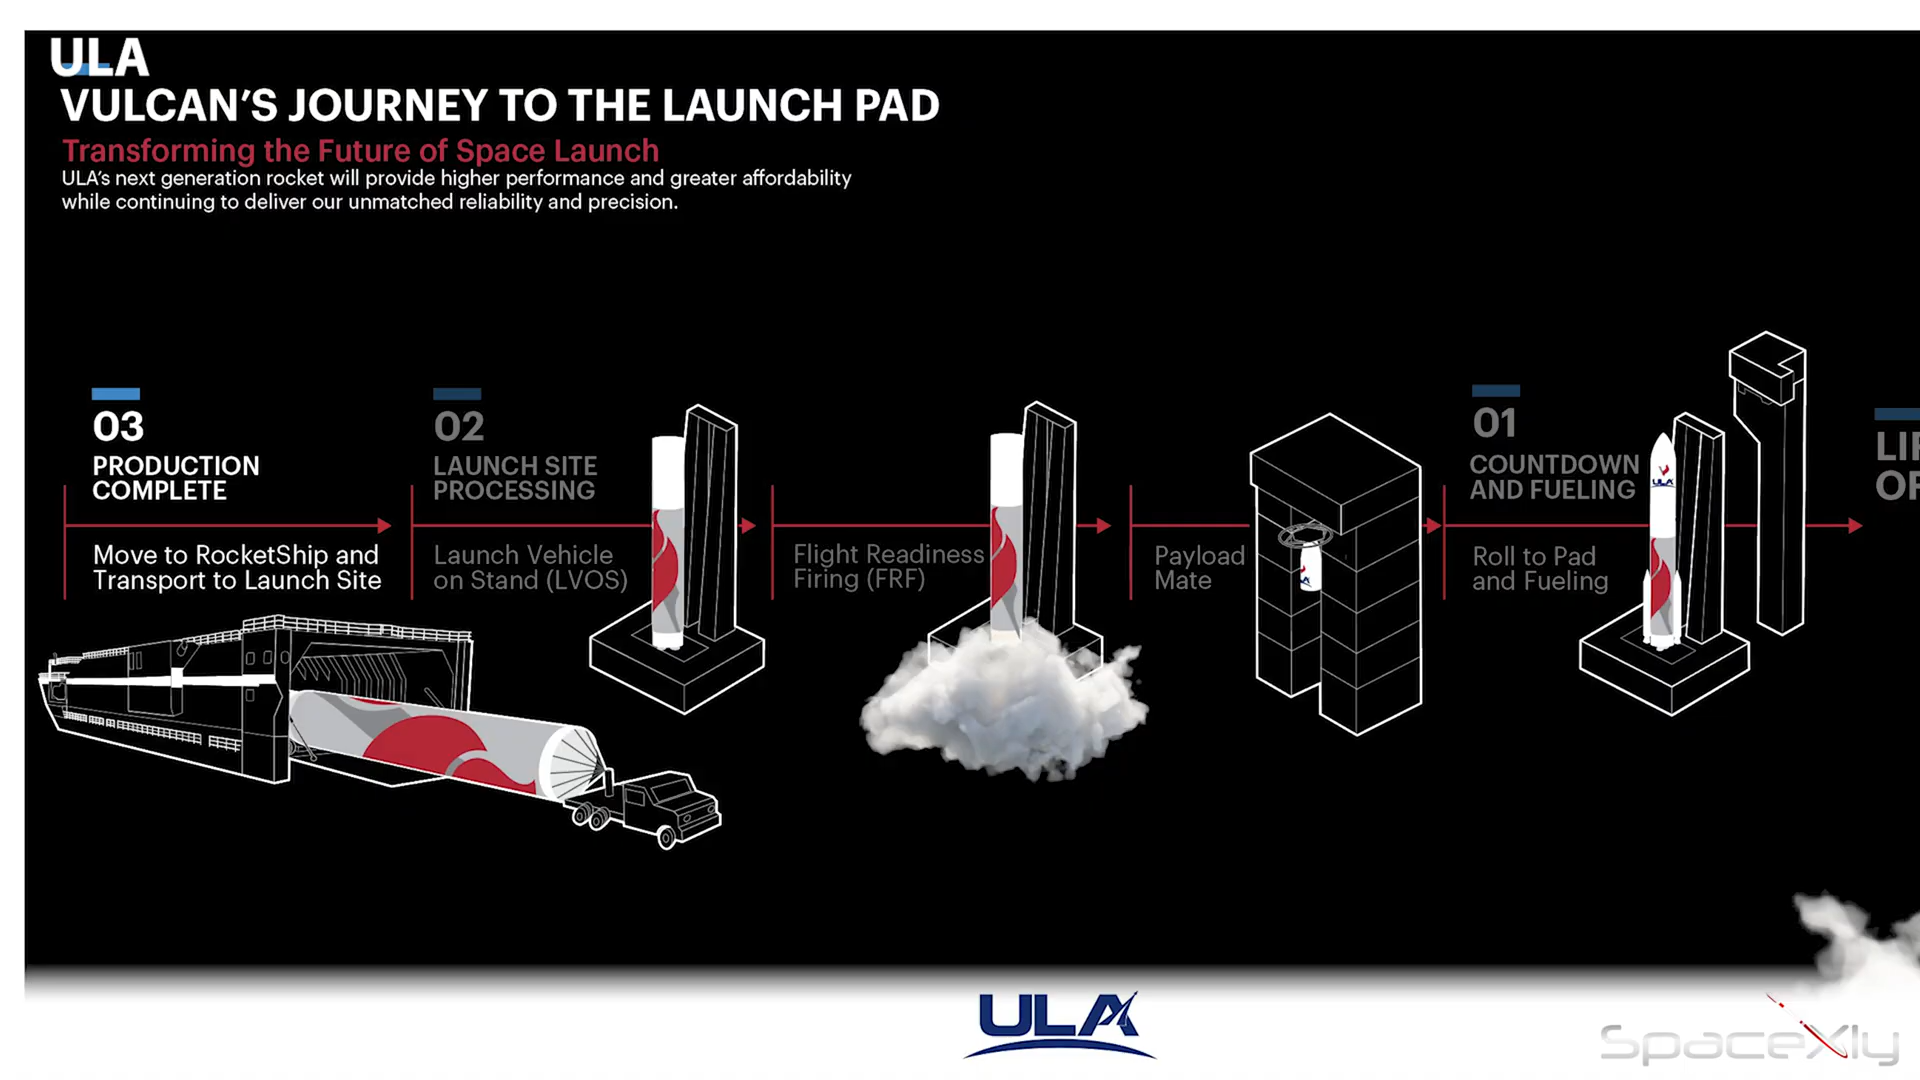 ULA
VULCAN'S JOURNEY TO THE LAUNCH PAD
Transforming the Future of Space Launch
ULA's next generation rocket will provide higher performance and greater affordability
while continuing to deliver our unmatched reliability and precision.
03
PRODUCTION
COMPLETE
Move to RocketShip and
Transport to Launch Site
02
LAUNCH SITE
PROCESSING
Launch Vehicle
on Stand (LVOS)
Flight Readiness
Firing (FRF)
Payload
Mate
01
COUNTDOWN
AND FUELING
Roll to Pad
and Fueling
ULA
ULA
ULA
SpaceXly